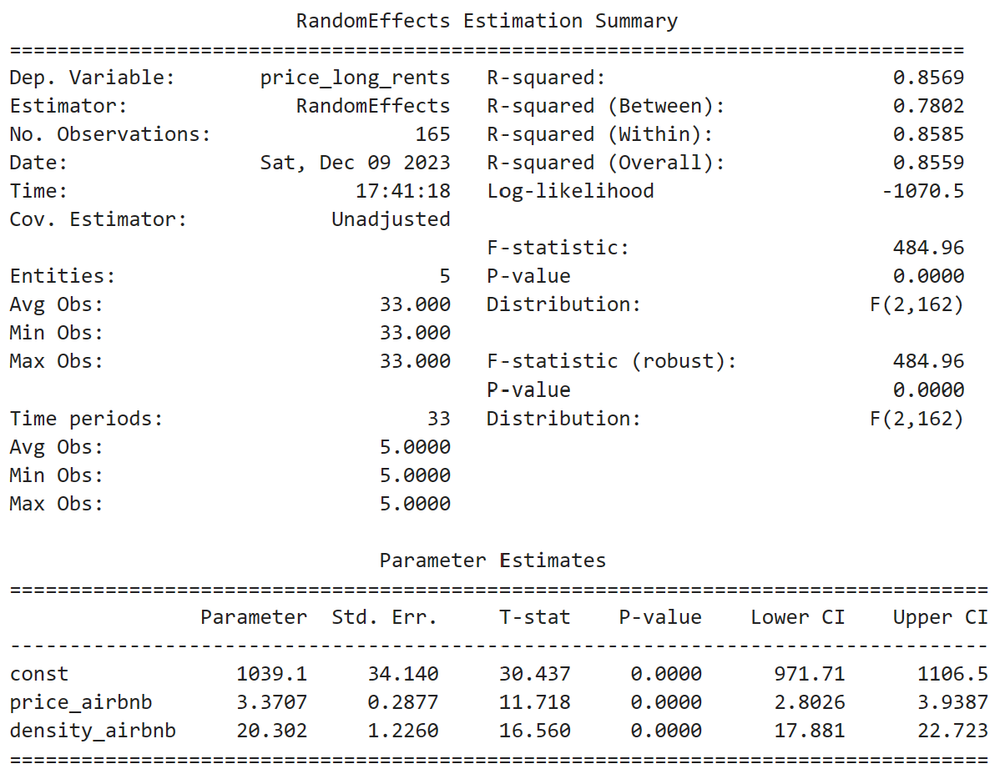 RandomEffects Estimation Summary
================================================================================
Dep. Variable: price_long_rents R-squared: 0.8569
Estimator: RandomEffects R-squared (Between): 0.7802
No. Observations: 165 R-squared (Within): 0.8585
Date: Sat, Dec 09 2023 R-squared (Overall): 0.8559
Time: 17:41:18 Log-likelihood -1070.5
Cov. Estimator: Unadjusted
F-statistic: 484.96
Entities: 5 P-value 0.0000
Avg Obs: 33.000 Distribution: F(2,162)
Min Obs: 33.000
Max Obs: 33.000 F-statistic (robust): 484.96
P-value 0.0000
Time periods: 33 Distribution: F(2,162)
Avg Obs: 5.0000
Min Obs: 5.0000
Max Obs: 5.0000
Parameter Estimates
==================================================================================
Parameter Std. Err. T-stat P-value Lower CI Upper CI
----------------------------------------------------------------------------------
const 1039.1 34.140 30.437 0.0000 971.71 1106.5
price_airbnb 3.3707 0.2877 11.718 0.0000 2.8026 3.9387
density_airbnb 20.302 1.2260 16.560 0.0000 17.881 22.723
==================================================================================